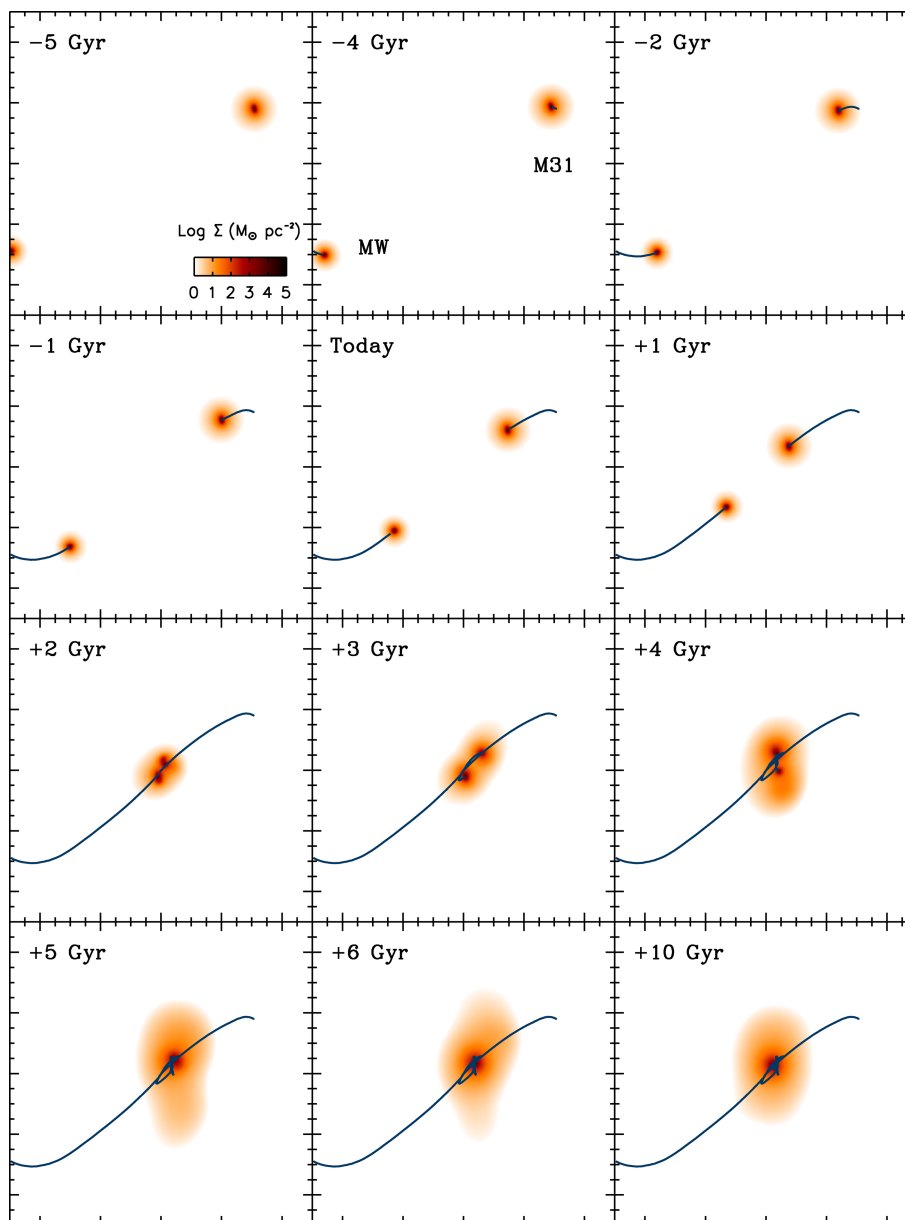 -5 Gyr
-4 Gyr
-2 Gyr
M31
Log Σ (M⊙ pc⁻²)
MW
0 1 2 3 4 5
-1 Gyr
Today
+1 Gyr
+2 Gyr
+3 Gyr
+4 Gyr
+5 Gyr
+6 Gyr
+10 Gyr